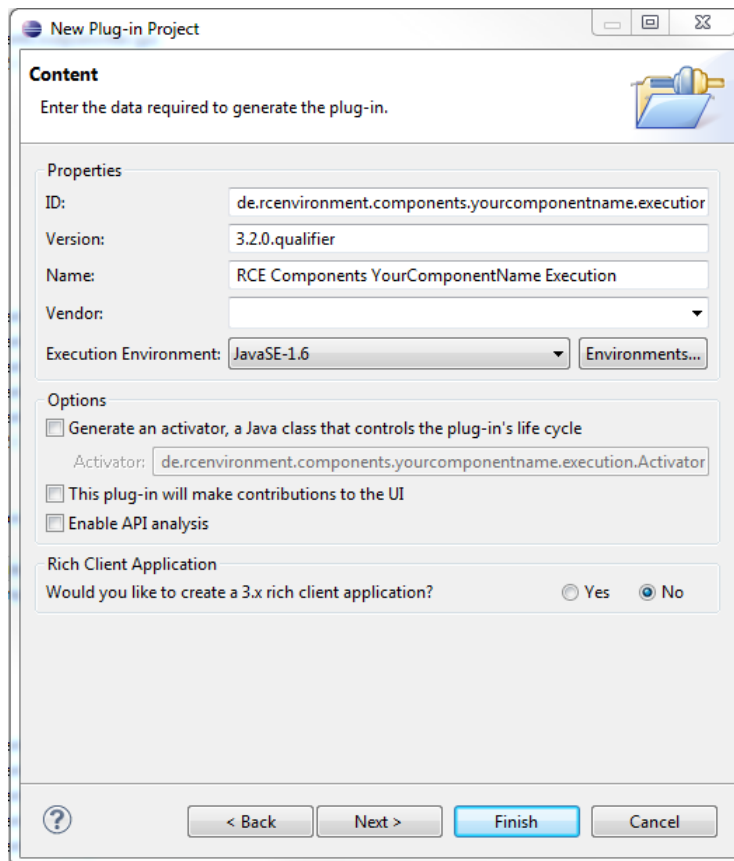 New Plug-in Project
Content
Enter the data required to generate the plug-in.
Properties
ID: de.rcenvironment.components.yourcomponentname.execution
Version: 3.2.0.qualifier
Name: RCE Components YourComponentName Execution
Vendor:
Execution Environment: JavaSE-1.6 Environments...
Options
Generate an activator, a Java class that controls the plug-in's life cycle
Activator: de.rcenvironment.components.yourcomponentname.execution.Activator
This plug-in will make contributions to the UI
Enable API analysis
Rich Client Application
Would you like to create a 3.x rich client application? Yes No
? < Back Next > Finish Cancel